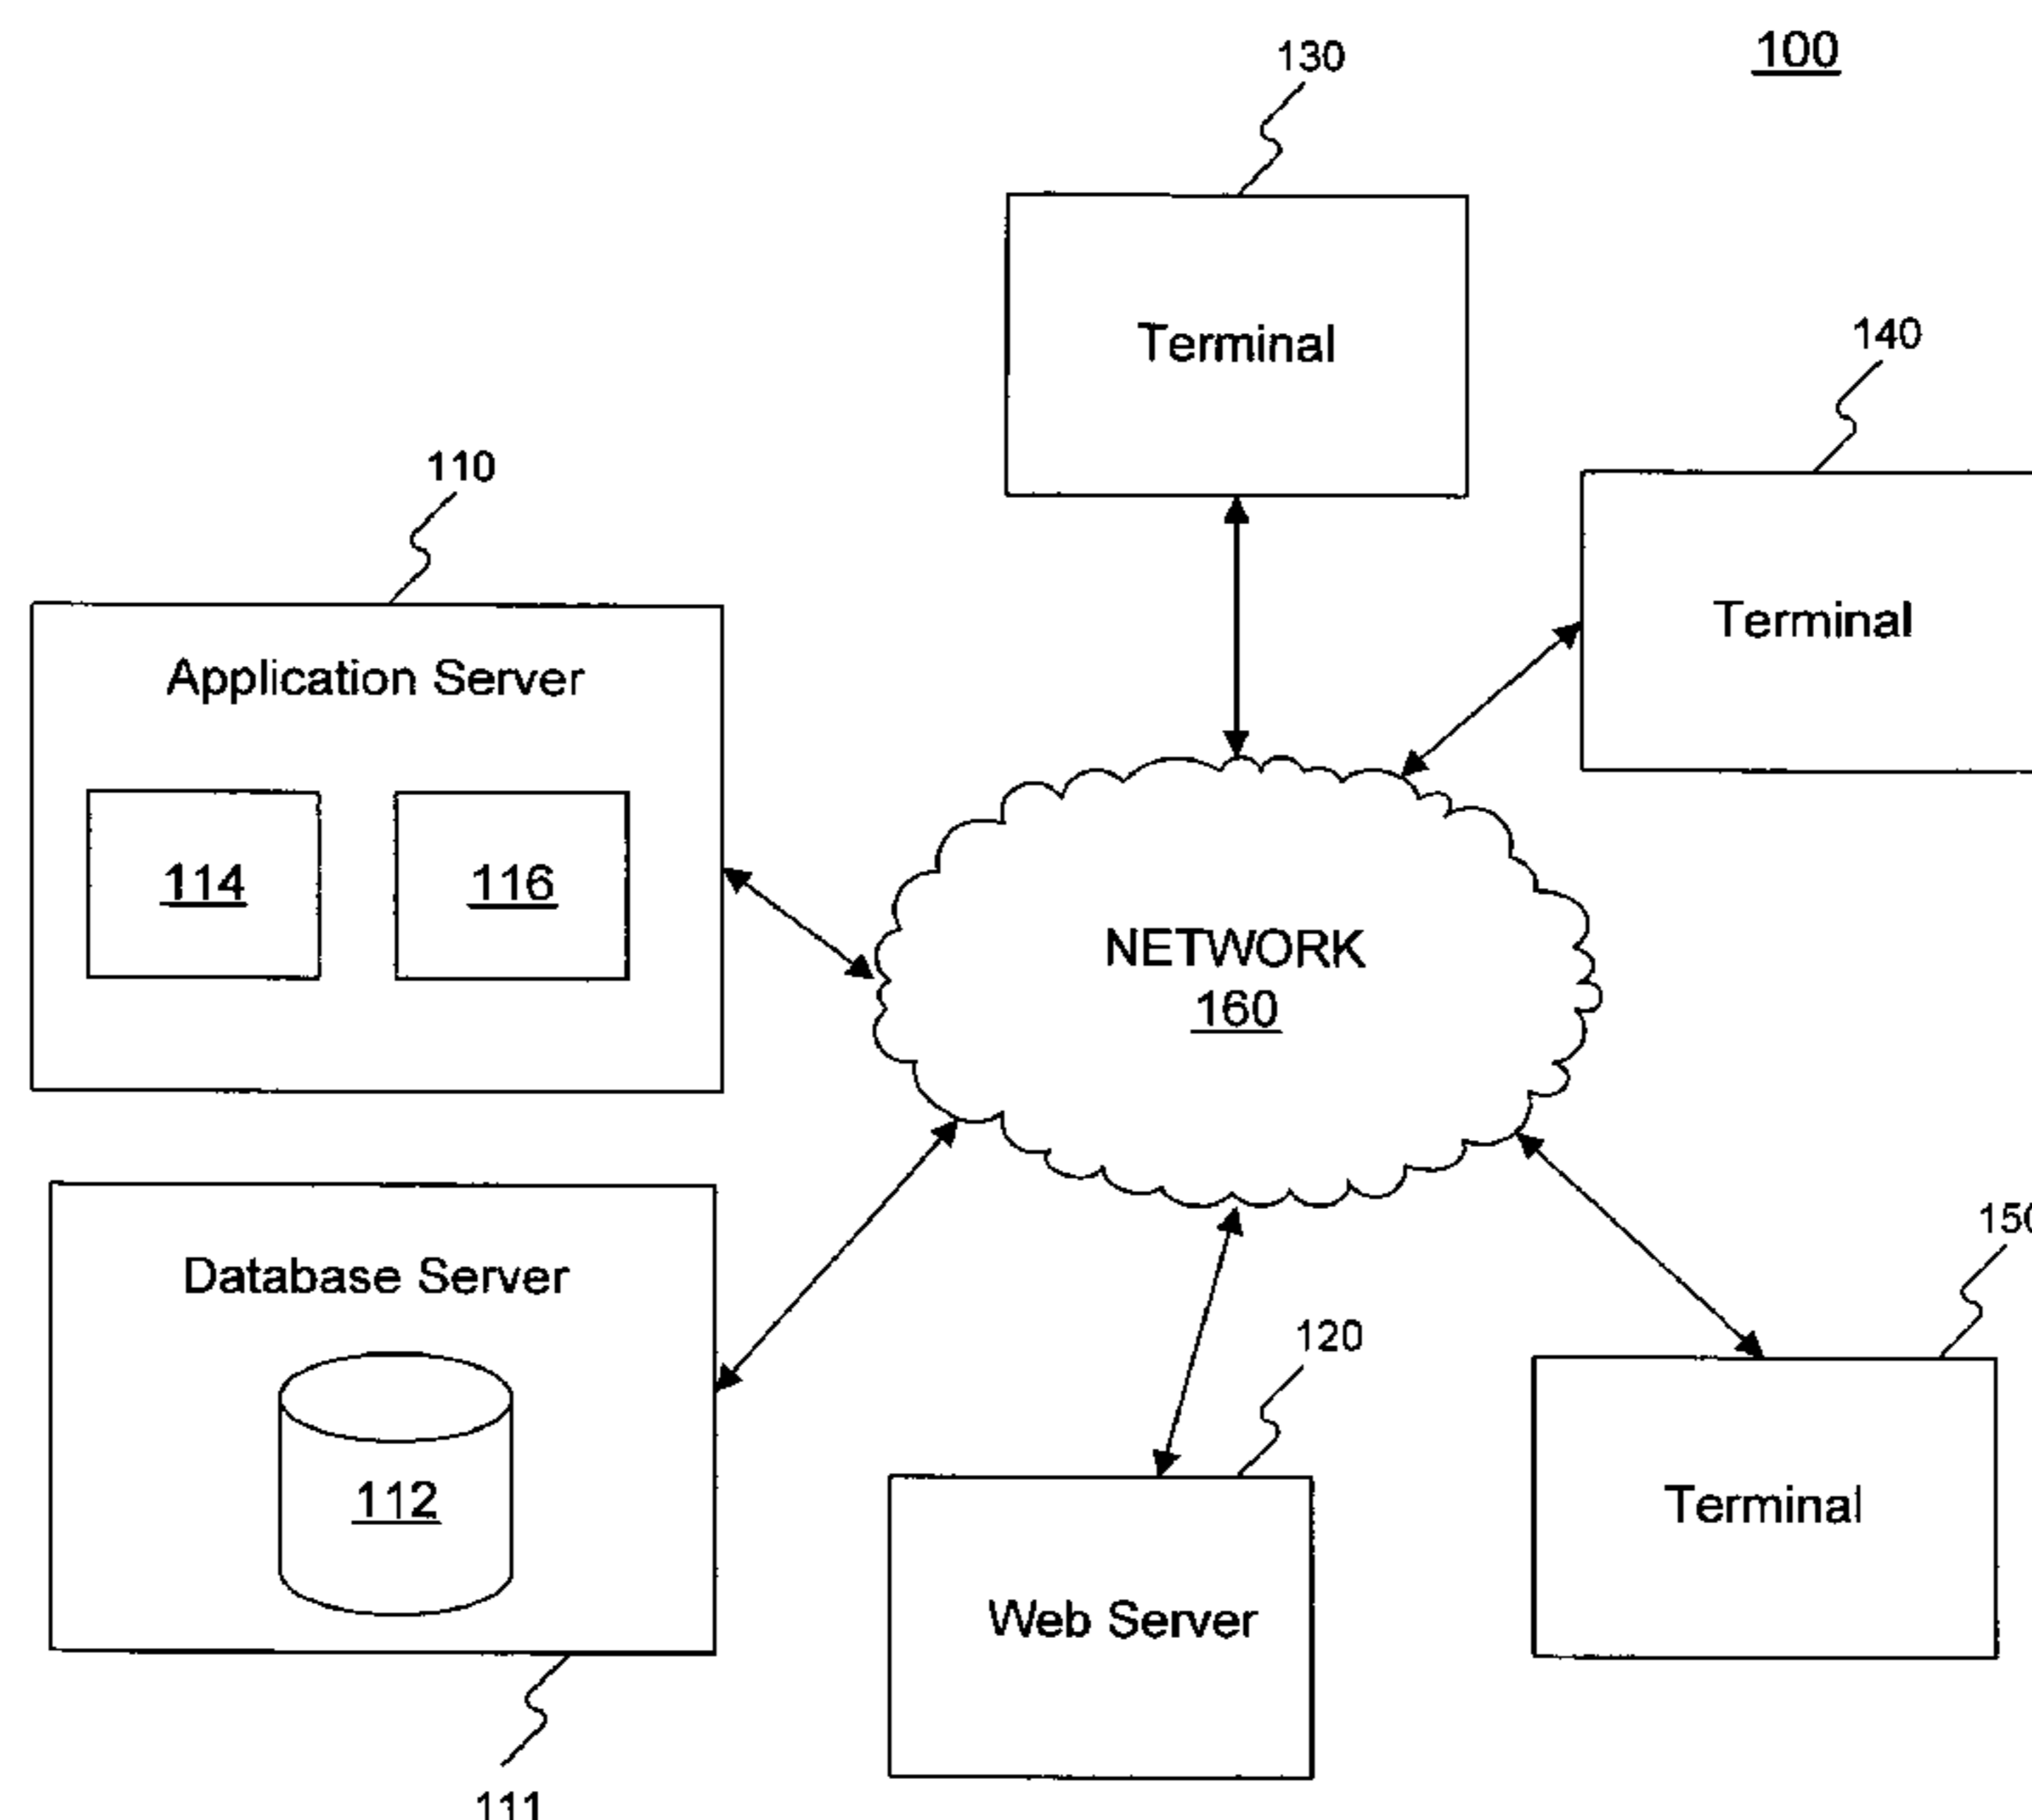 100
130
Terminal
140
Terminal
110
Application Server
114
116
NETWORK
160
Database Server
112
111
120
Web Server
150
Terminal